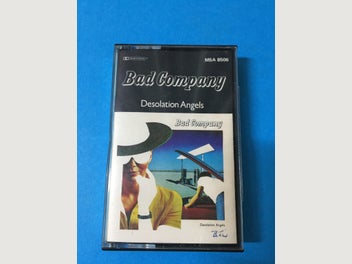 MSA 8506
Bad Company
Desolation Angels
Bad Company
Desolation Angels